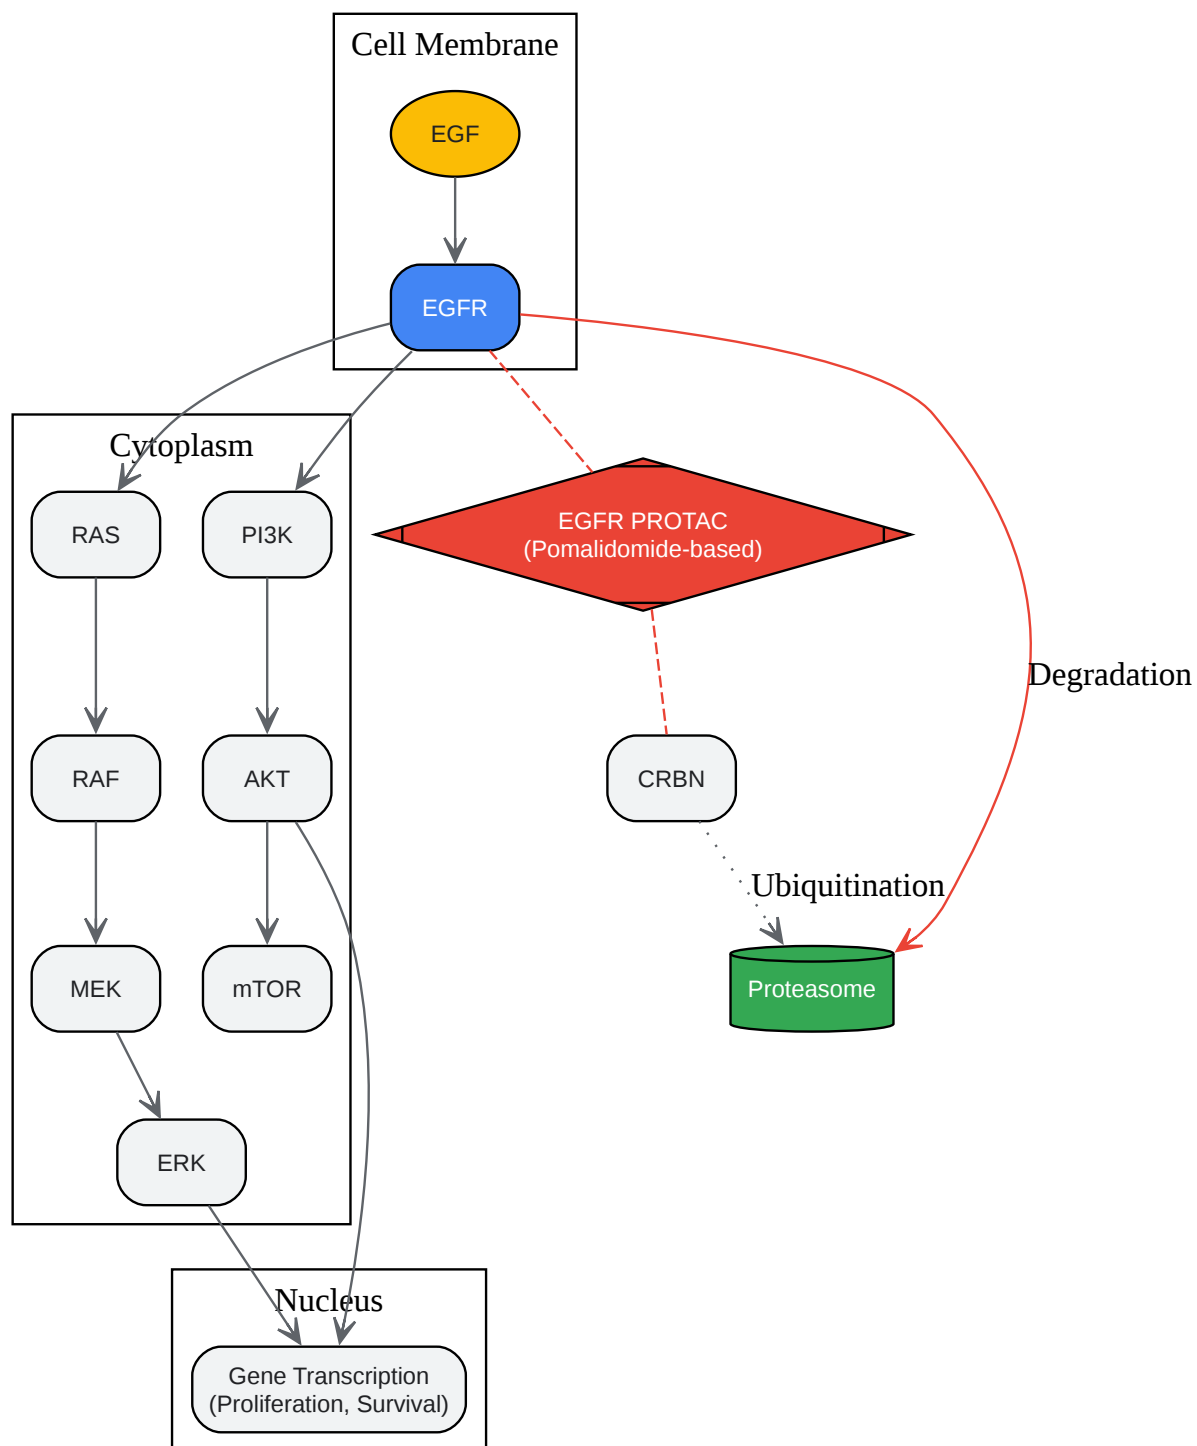 Cell Membrane
EGF
EGFR
Cytoplasm
RAS
PI3K
EGFR PROTAC
(Pomalidomide-based)
Degradation
RAF
AKT
CRBN
Ubiquitination
MEK
mTOR
Proteasome
ERK
Nucleus
Gene Transcription
(Proliferation, Survival)